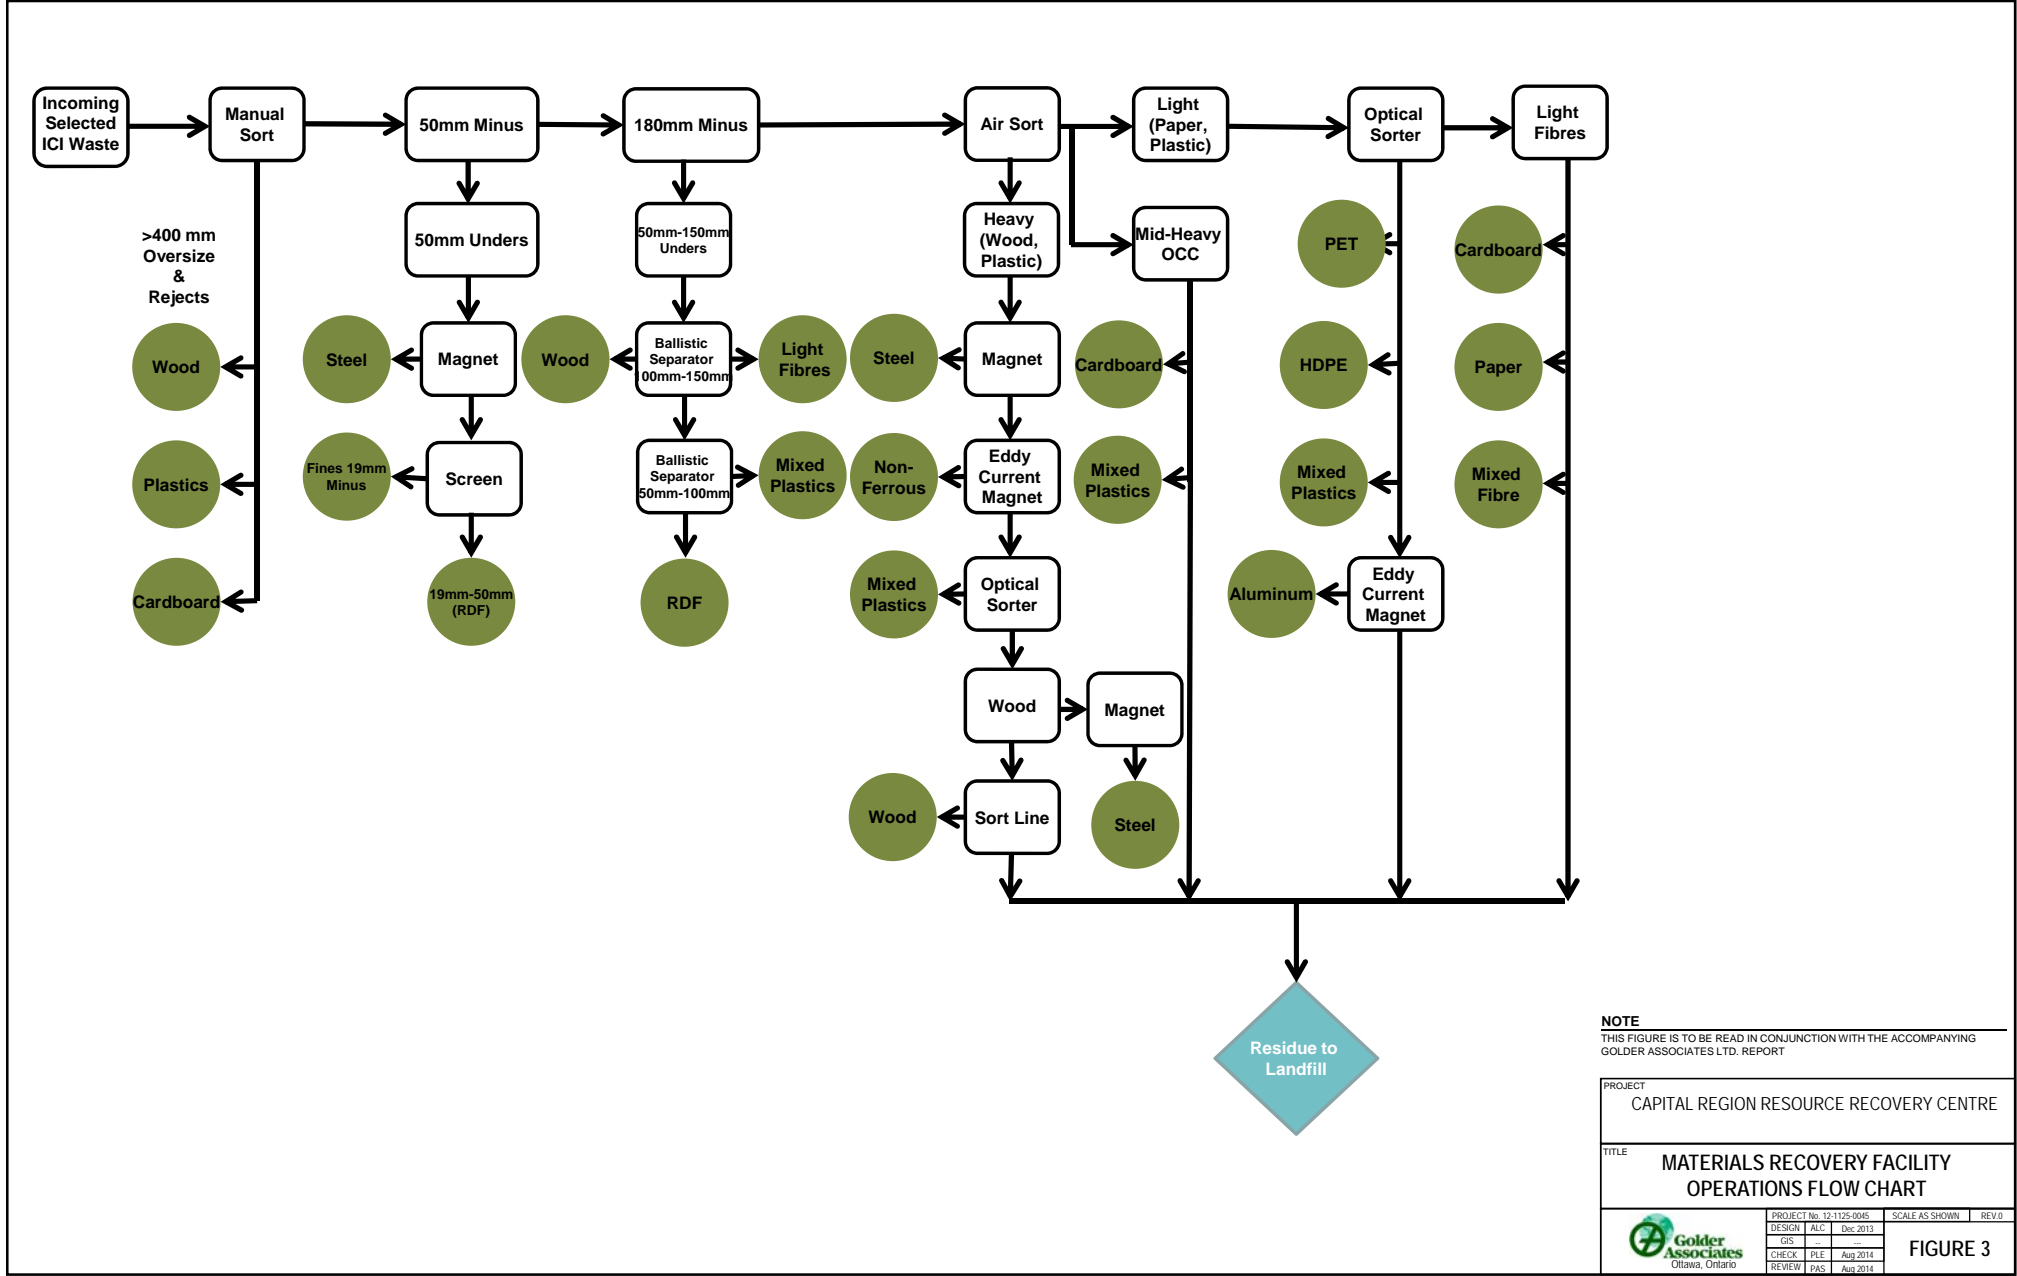 Incoming
Selected
ICI Waste
Manual
Sort
50mm Minus
180mm Minus
Air Sort
Light
(Paper,
Plastic)
Optical
Sorter
Light
Fibres
>400 mm
Oversize
&
Rejects
Wood
Plastics
Cardboard
50mm Unders
Steel
Magnet
Fines 19mm
Minus
Screen
19mm-50mm
(RDF)
50mm-150mm
Unders
Wood
Ballistic
Separator
100mm-150mm
Light
Fibres
Ballistic
Separator
50mm-100mm
Mixed
Plastics
RDF
Heavy
(Wood,
Plastic)
Steel
Magnet
Non-
Ferrous
Eddy
Current
Magnet
Mixed
Plastics
Optical
Sorter
Wood
Magnet
Wood
Sort Line
Steel
Mid-Heavy
OCC
Cardboard
Mixed
Plastics
PET
HDPE
Mixed
Plastics
Aluminum
Eddy
Current
Magnet
Cardboard
Paper
Mixed
Fibre
Residue to
Landfill
NOTE
THIS FIGURE IS TO BE READ IN CONJUNCTION WITH THE ACCOMPANYING
GOLDER ASSOCIATES LTD. REPORT
PROJECT
CAPITAL REGION RESOURCE RECOVERY CENTRE
TITLE
MATERIALS RECOVERY FACILITY
OPERATIONS FLOW CHART
Golder
Associates
Ottawa, Ontario
PROJECT No. 12-1125-0045 SCALE AS SHOWN REV.0
DESIGN ALC Dec 2013
GIS -- ---
CHECK PLE Aug 2014
REVIEW PAS Aug 2014
FIGURE 3